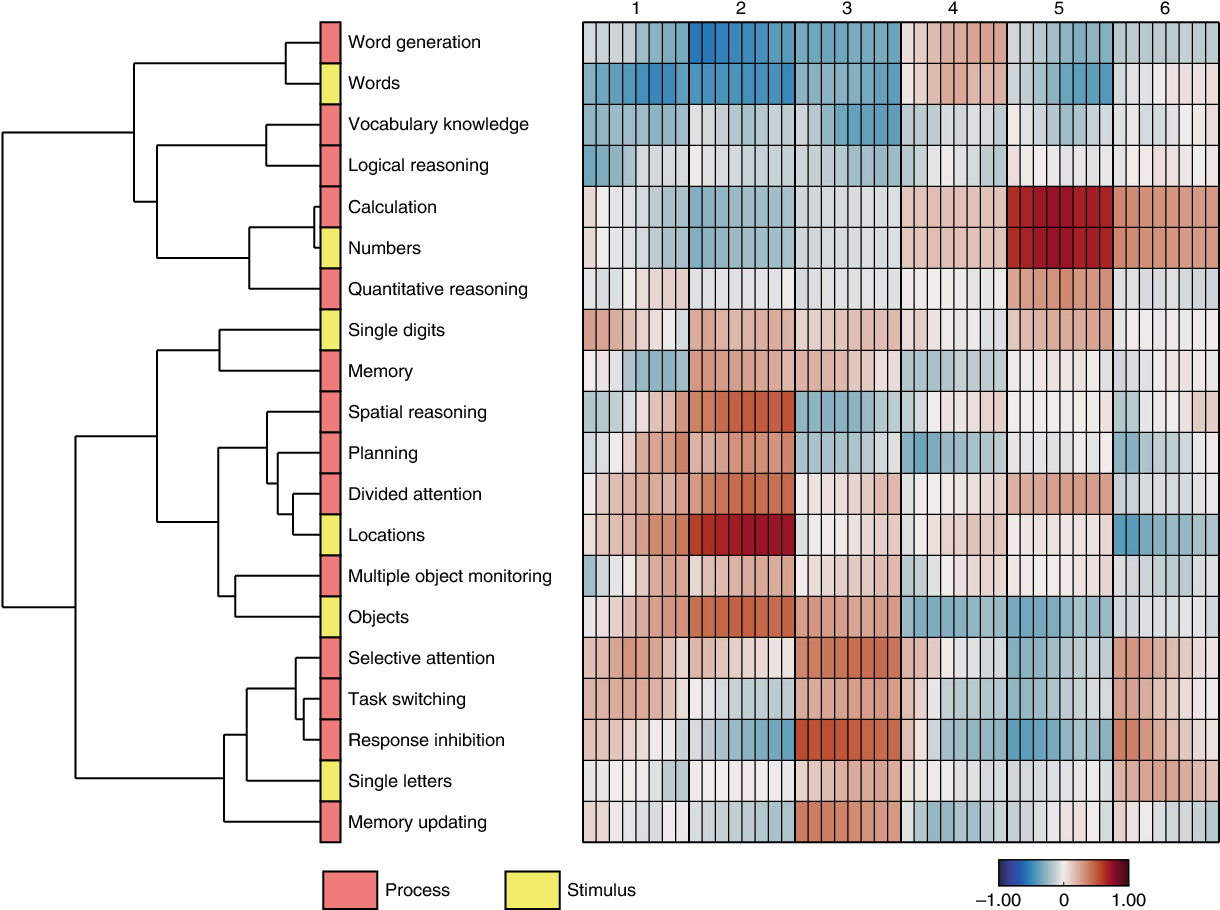 1 2 3 4 5 6
Word generation
Words
Vocabulary knowledge
Logical reasoning
Calculation
Numbers
Quantitative reasoning
Single digits
Memory
Spatial reasoning
Planning
Divided attention
Locations
Multiple object monitoring
Objects
Selective attention
Task switching
Response inhibition
Single letters
Memory updating
Process Stimulus
−1.00 0 1.00